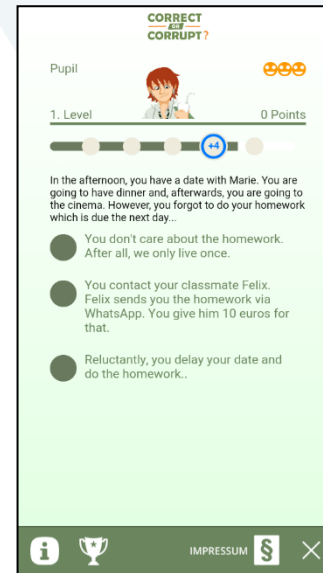 CORRECT
OR
CORRUPT?
Pupil
1. Level
0 Points
+4
In the afternoon, you have a date with Marie. You are
going to have dinner and, afterwards, you are going to
the cinema. However, you forgot to do your homework
which is due the next day...
You don't care about the homework.
After all, we only live once.
You contact your classmate Felix.
Felix sends you the homework via
WhatsApp. You give him 10 euros for
that.
Reluctantly, you delay your date and
do the homework..
i
IMPRESSUM §